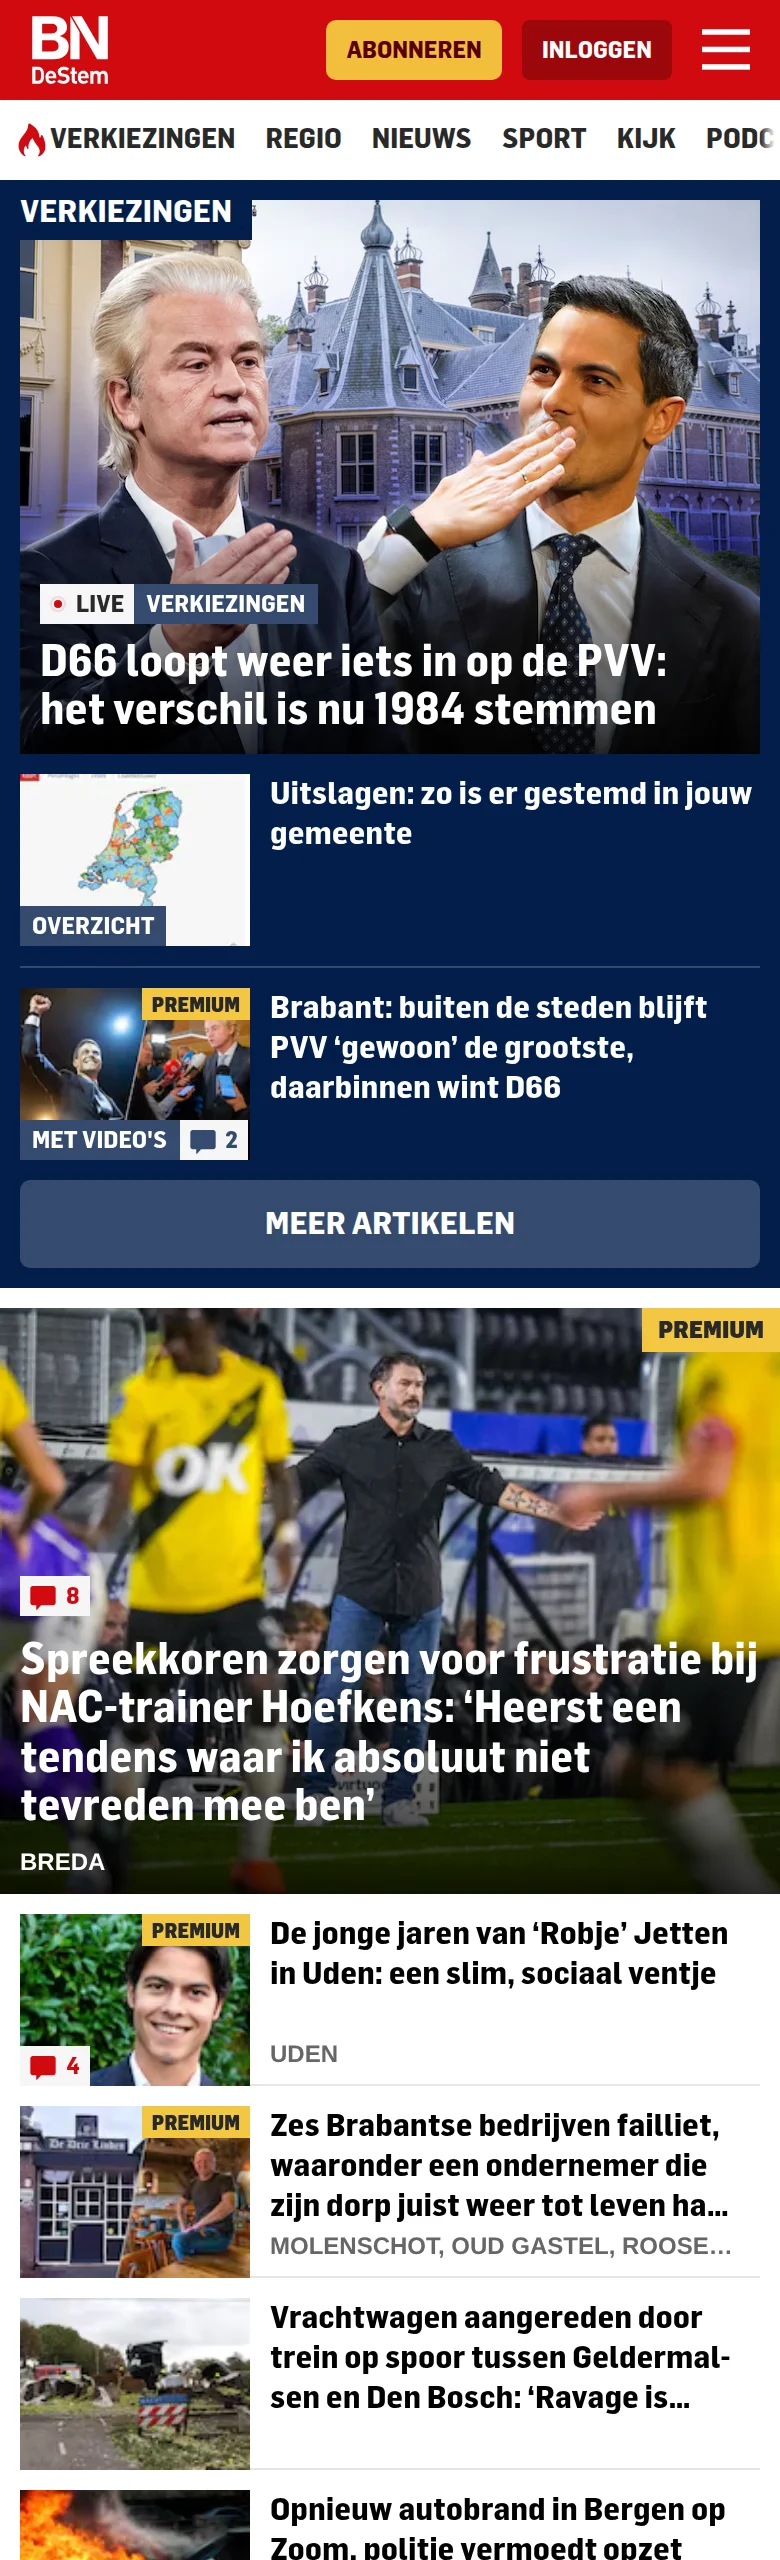 BN
DeStem
ABONNEREN
INLOGGEN
VERKIEZINGEN REGIO NIEUWS SPORT KIJK PODC
VERKIEZINGEN
LIVE VERKIEZINGEN
D66 loopt weer iets in op de PVV:
het verschil is nu 1984 stemmen
Uitslagen: zo is er gestemd in jouw
gemeente
OVERZICHT
PREMIUM
Brabant: buiten de steden blijft
PVV ‘gewoon’ de grootste,
daarbinnen wint D66
MET VIDEO'S 2
MEER ARTIKELEN
PREMIUM
OK
8
Spreekkoren zorgen voor frustratie bij
NAC-trainer Hoefkens: ‘Heerst een
tendens waar ik absoluut niet
tevreden mee ben’
BREDA
PREMIUM
De jonge jaren van ‘Robje’ Jetten
in Uden: een slim, sociaal ventje
4
UDEN
PREMIUM
De Drie Linden
Zes Brabantse bedrijven failliet,
waaronder een ondernemer die
zijn dorp juist weer tot leven ha...
MOLENSCHOT, OUD GASTEL, ROOSE...
Vrachtwagen aangereden door
trein op spoor tussen Geldermal-
sen en Den Bosch: ‘Ravage is...
Opnieuw autobrand in Bergen op
Zoom, politie vermoedt opzet